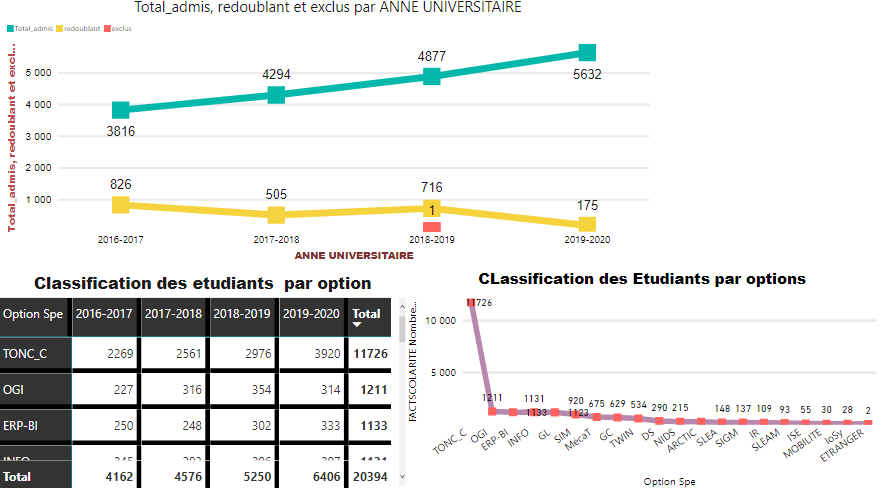 Total_admis, redoublant et exclus par ANNE UNIVERSITAIRE
Total_admis redoublant exclus
Total_admis, redoublant et excl...
5 000
4 000
3 000
2 000
1 000
3816
4294
4877
5632
826
505
716
1
175
2016-2017 2017-2018 2018-2019 2019-2020
ANNE UNIVERSITAIRE
Classification des etudiants par option
Option Spe 2016-2017 2017-2018 2018-2019 2019-2020 Total
TONC_C 2269 2561 2976 3920 11726
OGI 227 316 354 314 1211
ERP-BI 250 248 302 333 1133
Total 4162 4576 5250 6406 20394
CLassification des Etudiants par options
FACTSCOLARITE Nombre...
10 000
5 000
11726
1211
1131
1133
920
1123
675
629
534
290
215
148
137
109
93
55
30
28
2
TONC_C OGI ERP-BI INFO GL SIM MécaT GC TWIN DS NIDS ARCTIC SLEA SIGM IR SLEAM ISE MOBILITE IoSy ETRANGER
Option Spe